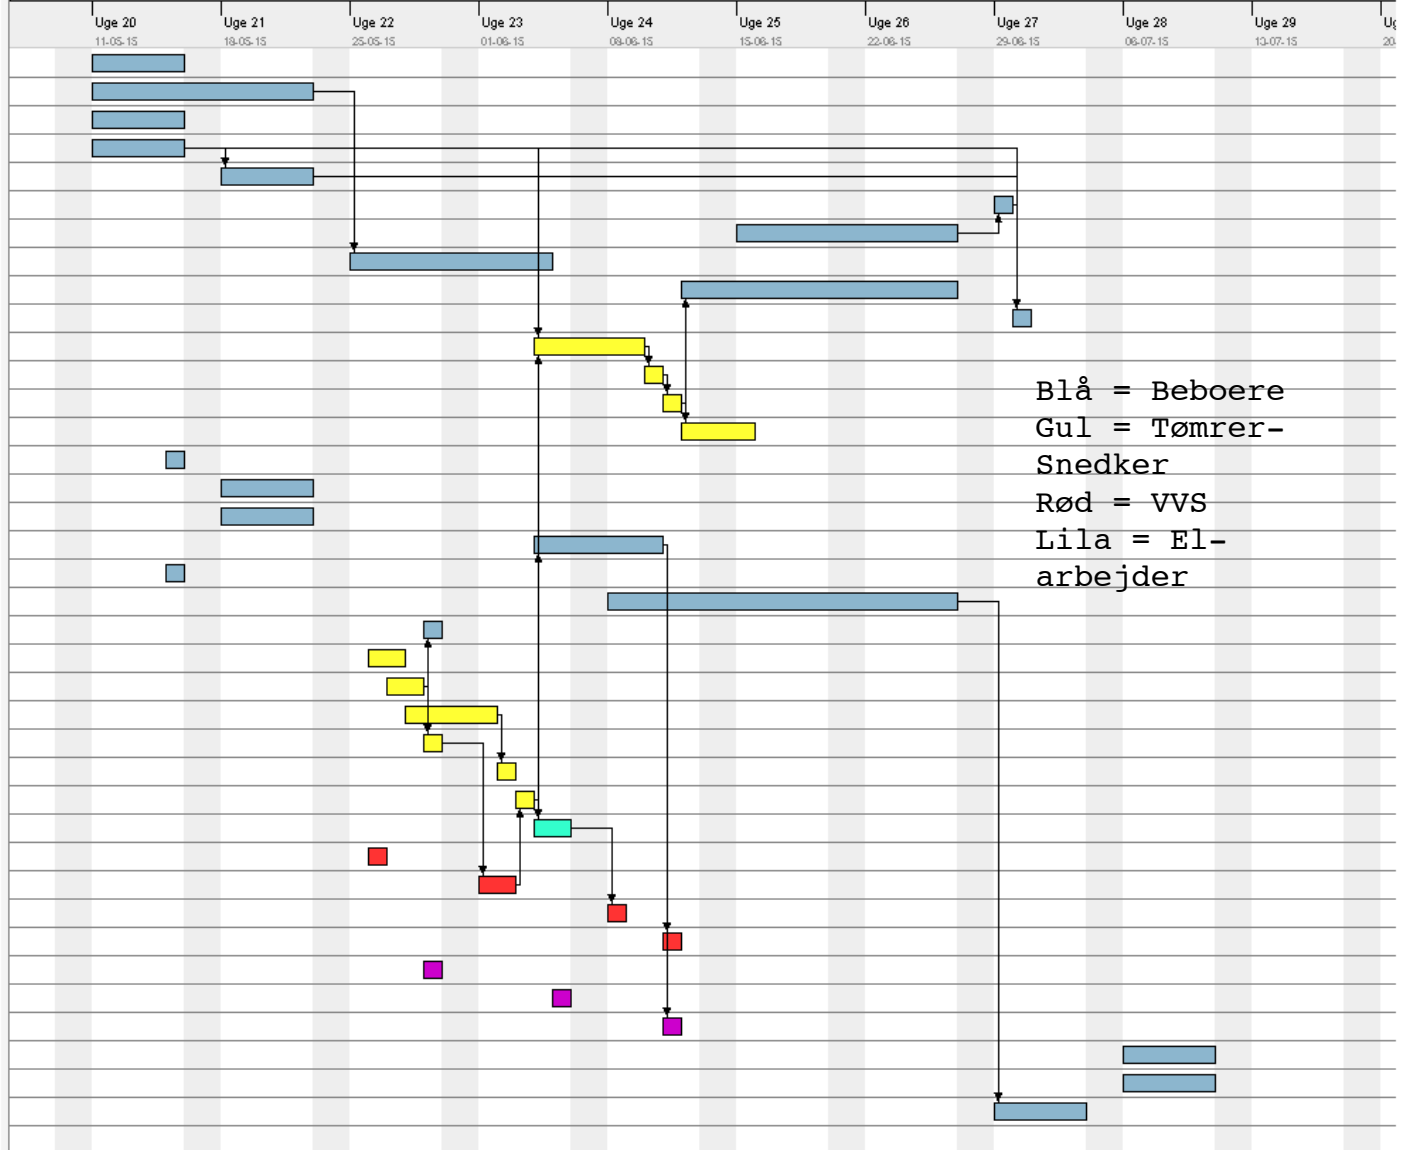 Uge 20 Uge 21 Uge 22 Uge 23 Uge 24 Uge 25 Uge 26 Uge 27 Uge 28 Uge 29
11-05-15 18-05-15 25-05-15 01-06-15 08-06-15 15-06-15 22-06-15 29-06-15 06-07-15 13-07-15 20-
Blå = Beboere
Gul = Tømrer-
Snedker
Rød = VVS
Lila = El-
arbejder